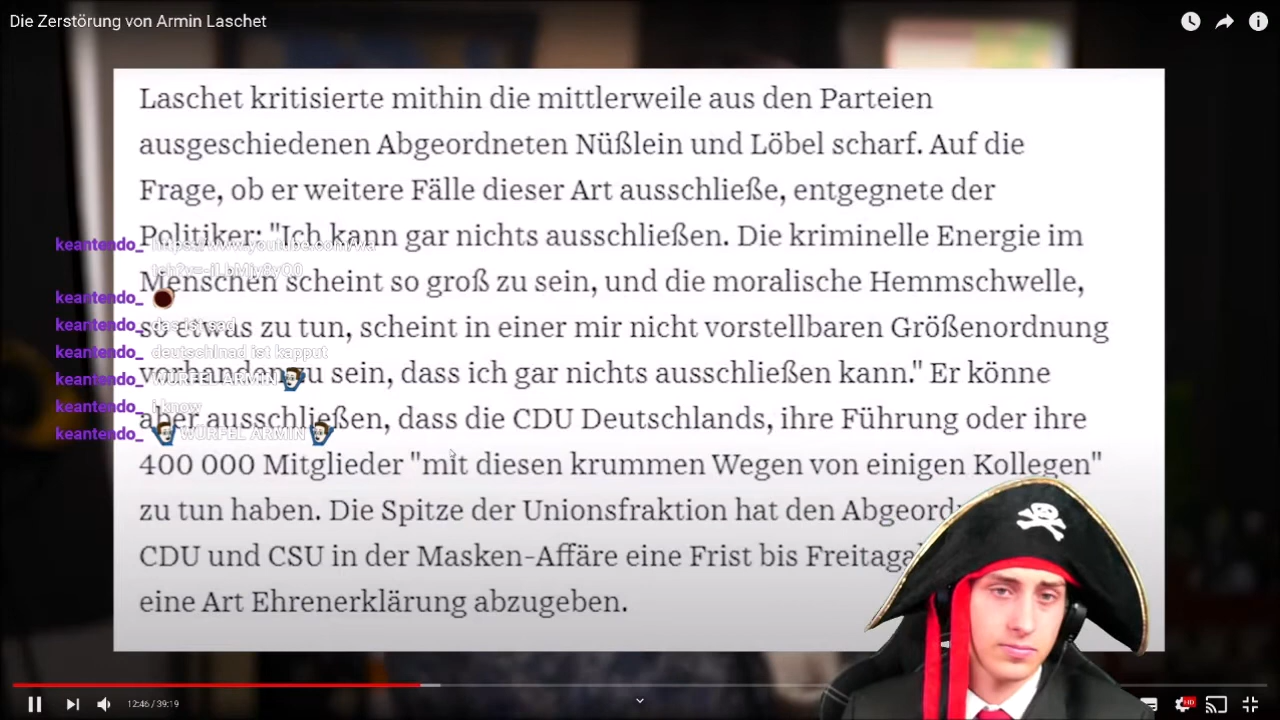 Die Zerstörung von Armin Laschet
Laschet kritisierte mithin die mittlerweile aus den Parteien
ausgeschiedenen Abgeordneten Nüßlein und Löbel scharf. Auf die
Frage, ob er weitere Fälle dieser Art ausschließe, entgegnete der
Politiker: "Ich kann gar nichts ausschließen. Die kriminelle Energie im
Menschen scheint so groß zu sein, und die moralische Hemmschwelle,
so etwas zu tun, scheint in einer mir nicht vorstellbaren Größenordnung
vorhanden zu sein, dass ich gar nichts ausschließen kann." Er könne
aber ausschließen, dass die CDU Deutschlands, ihre Führung oder ihre
400 000 Mitglieder "mit diesen krummen Wegen von einigen Kollegen"
zu tun haben. Die Spitze der Unionsfraktion hat den
CDU und CSU in der Masken-Affäre eine Frist bis
eine Art Ehrenerklärung abzugeben.
keantendo_
keantendo_
keantendo_ das ist sad
keantendo_ deutschlnad ist kapput
keantendo_ WÜRFEL ARMIN
keantendo_ i know
keantendo_ WÜRFEL ARMIN
12:46 / 39:19
HD